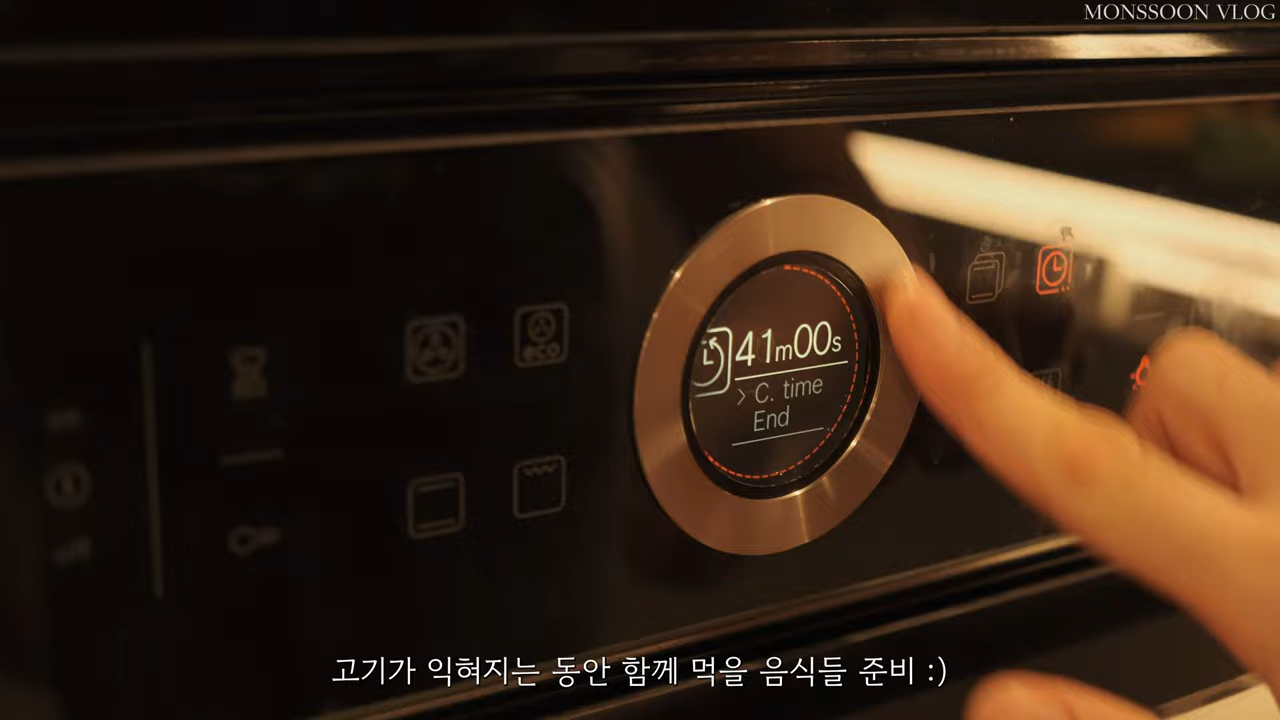 MONSSOON VLOG
eco
41m00s
> C. time
End
고기가 익혀지는 동안 함께 먹을 음식들 준비 :)